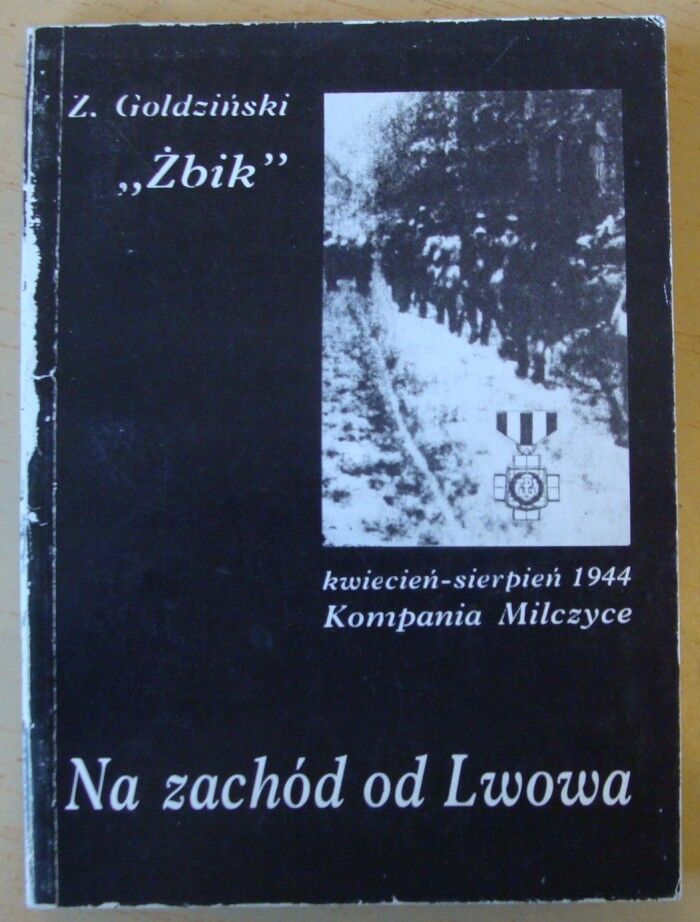 Z. Goldziński
„Żbik”
kwiecień-sierpień 1944
Kompania Milczyce
Na zachód od Lwowa